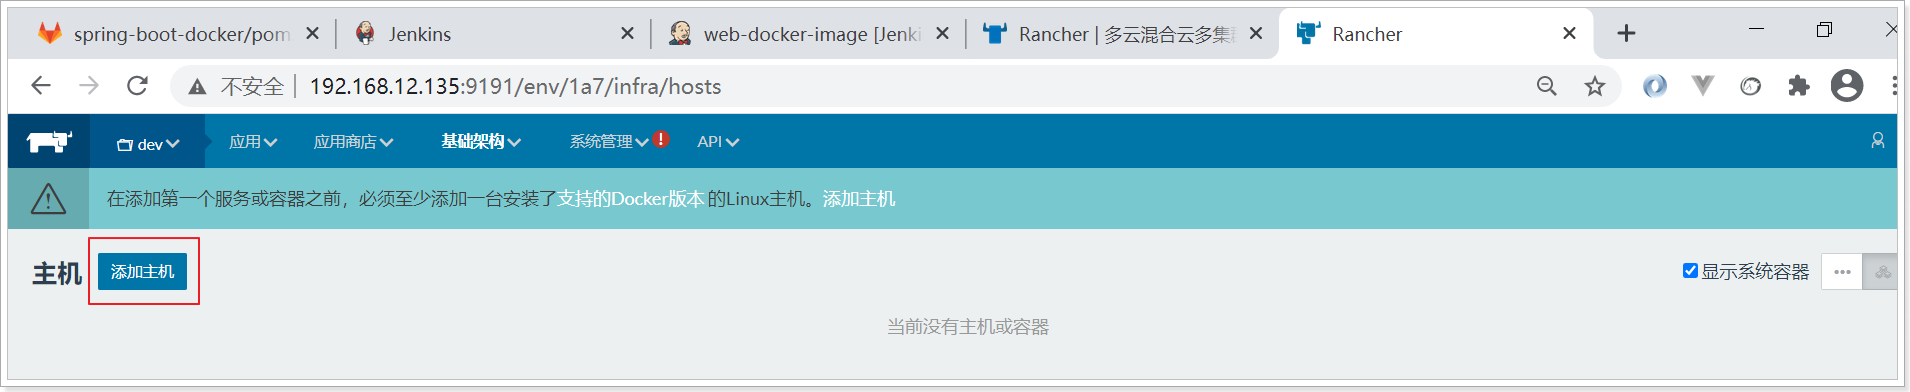 spring-boot-docker/pom
Jenkins
web-docker-image [Jenki
Rancher | 多云混合云多集群
Rancher
不安全 192.168.12.135:9191/env/1a7/infra/hosts
dev 应用 应用商店 基础架构 系统管理 ! API
在添加第一个服务或容器之前，必须至少添加一台安装了支持的Docker版本 的Linux主机。添加主机
主机 添加主机 显示系统容器
当前没有主机或容器